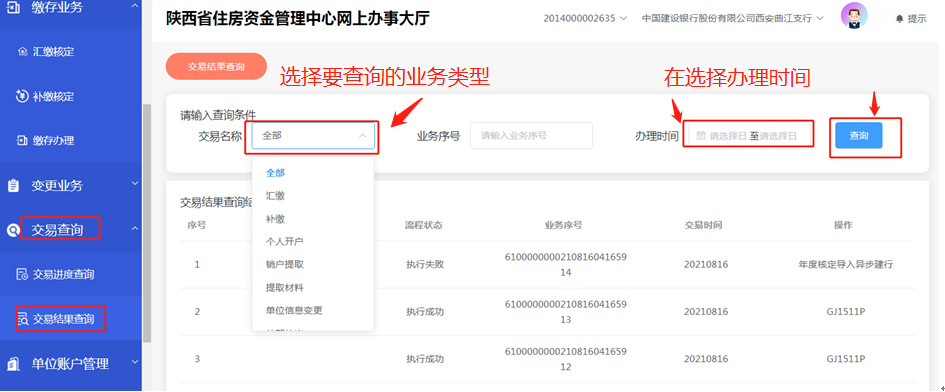 缴存业务
陕西省住房资金管理中心网上办事大厅
2014000002635
中国建设银行股份有限公司西安曲江支行
提示
汇缴核定
补缴核定
缴存办理
变更业务
交易查询
交易进度查询
交易结果查询
单位账户管理
交易结果查询
选择要查询的业务类型
在选择办理时间
请输入查询条件
交易名称
全部
业务序号
请输入业务序号
办理时间
请选择日 至请选择日
查询
全部
汇缴
补缴
个人开户
销户提取
提取材料
单位信息变更
交易结果查询结
序号
流程状态
业务序号
交易时间
操作
1
执行失败
6100000000210816041659
14
20210816
年度核定导入异步建行
2
执行成功
6100000000210816041659
13
20210816
GJ1511P
3
执行成功
6100000000210816041659
12
20210816
GJ1511P